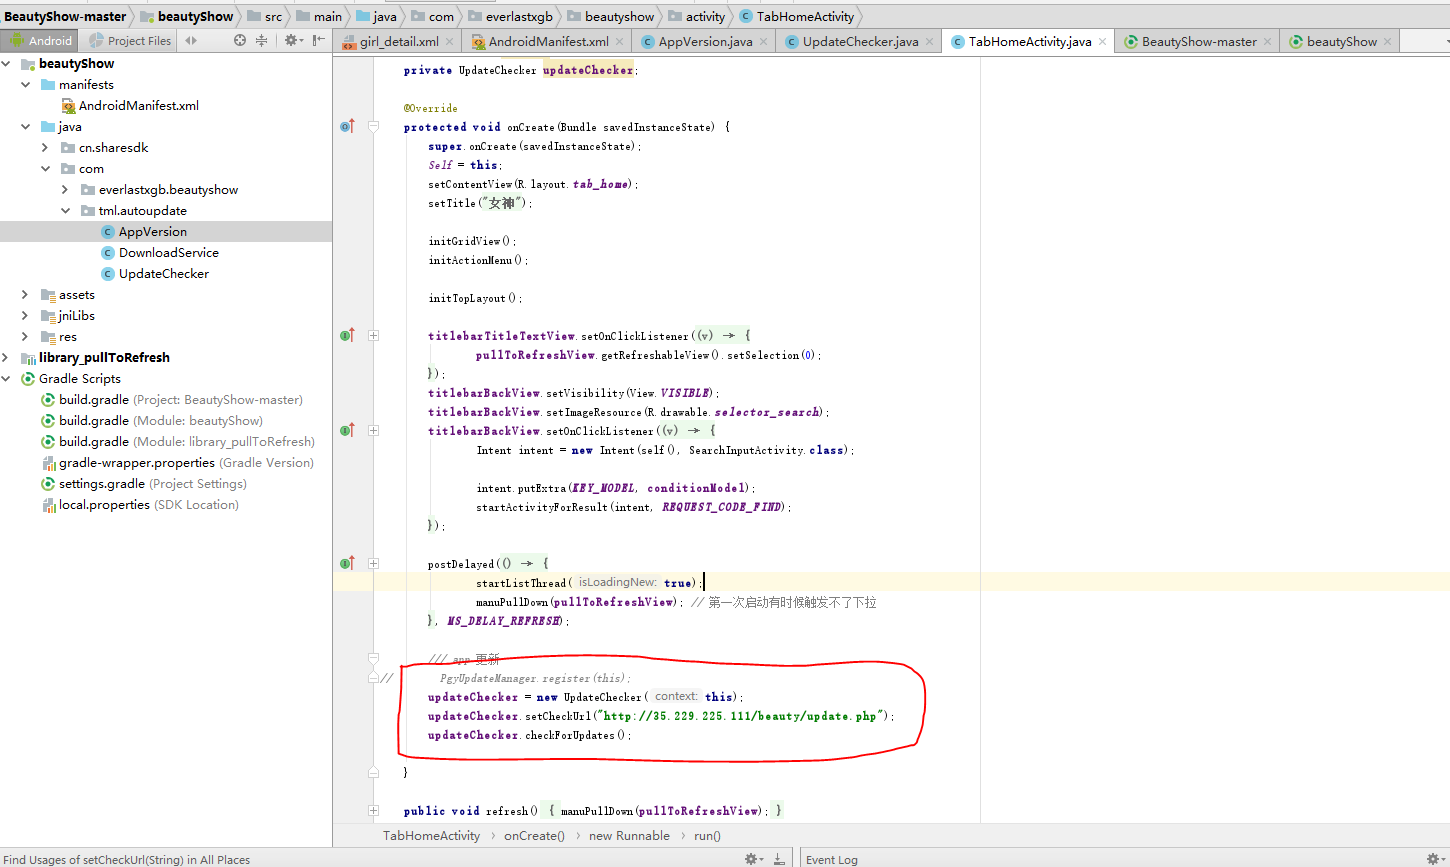 BeautyShow-master beautyShow src main java com everlastxgb beautyshow activity TabHomeActivity
Android Project Files girl_detail.xml AndroidManifest.xml AppVersion.java UpdateChecker.java TabHomeActivity.java BeautyShow-master beautyShow
beautyShow
manifests
AndroidManifest.xml
java
cn.sharesdk
com
everlastxgb.beautyshow
tml.autoupdate
AppVersion
DownloadService
UpdateChecker
assets
jniLibs
res
library_pullToRefresh
Gradle Scripts
build.gradle (Project: BeautyShow-master)
build.gradle (Module: beautyShow)
build.gradle (Module: library_pullToRefresh)
gradle-wrapper.properties (Gradle Version)
settings.gradle (Project Settings)
local.properties (SDK Location)
private UpdateChecker updateChecker;
@Override
protected void onCreate(Bundle savedInstanceState) {
super.onCreate(savedInstanceState);
Self = this;
setContentView(R.layout.tab_home);
setTitle("女神");
initGridView();
initActionMenu();
initTopLayout();
titlebarTitleTextView.setOnClickListener((v) → {
pullToRefreshView.getRefreshableView().setSelection(0);
});
titlebarBackView.setVisibility(View.VISIBLE);
titlebarBackView.setImageResource(R.drawable.selector_search);
titlebarBackView.setOnClickListener((v) → {
Intent intent = new Intent(self(), SearchInputActivity.class);
intent.putExtra(KEY_MODEL, conditionModel);
startActivityForResult(intent, REQUEST_CODE_FIND);
});
postDelayed(() → {
startListThread( isLoadingNew: true);
manuPullDown(pullToRefreshView); // 第一次启动有时候触发不了下拉
}, MS_DELAY_REFRESH);
/// app 更新
// PgyUpdateManager.register(this);
updateChecker = new UpdateChecker( context: this);
updateChecker.setCheckUrl("http://35.229.225.111/beauty/update.php");
updateChecker.checkForUpdates();
}
public void refresh() { manuPullDown(pullToRefreshView); }
TabHomeActivity onCreate() new Runnable run()
Find Usages of setCheckUrl(String) in All Places Event Log